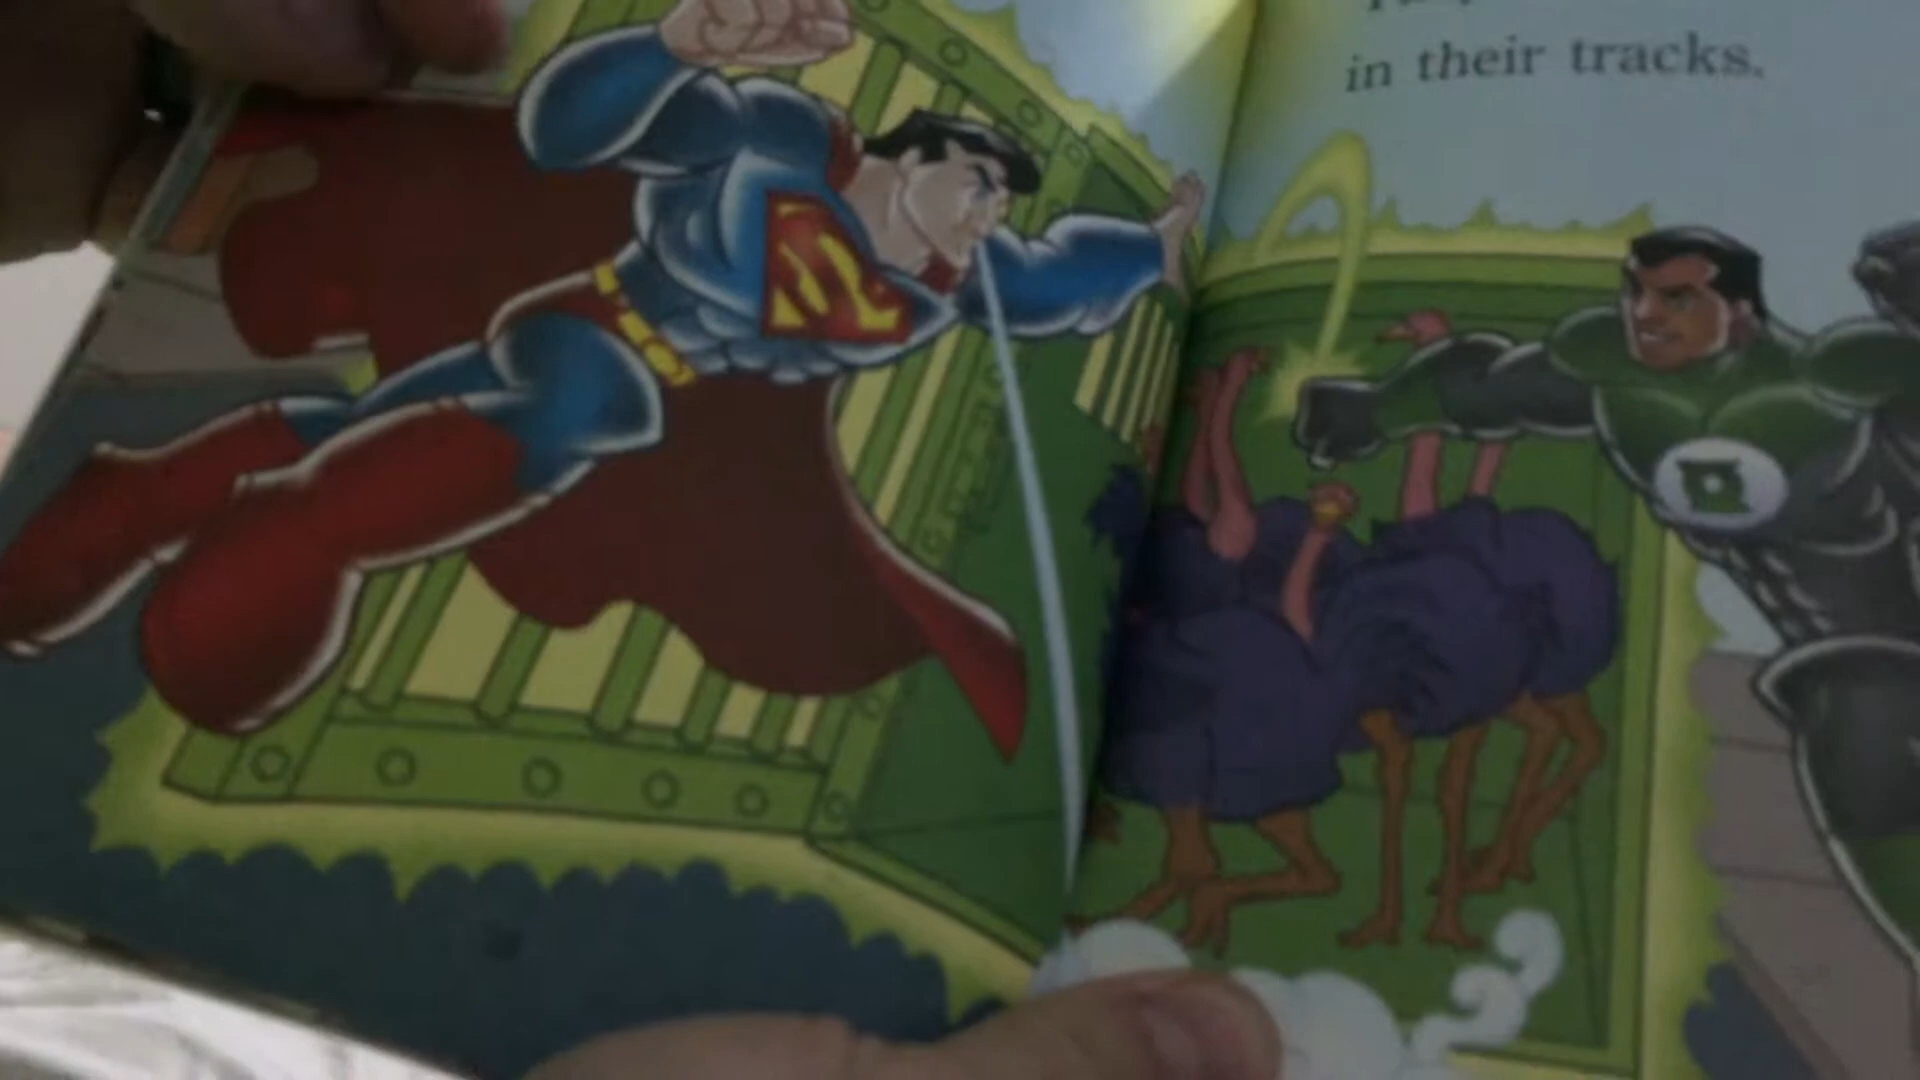 in their tracks.